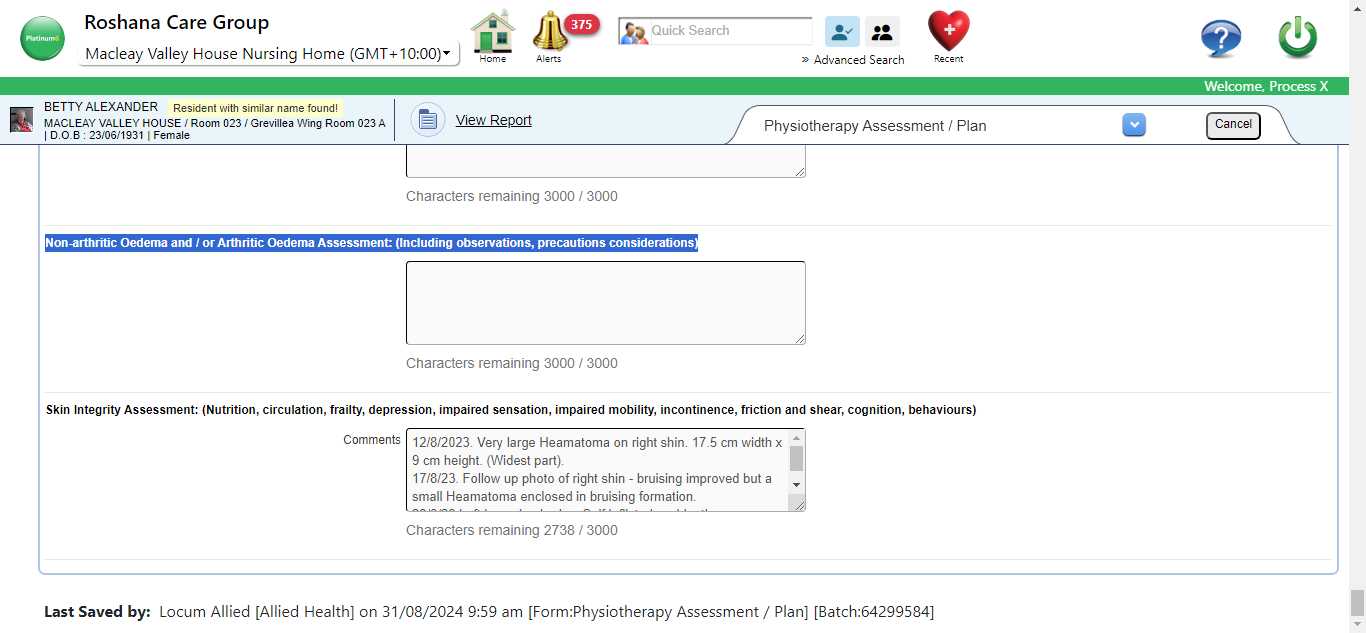 Platinum6
Roshana Care Group
Macleay Valley House Nursing Home (GMT+10:00)
Home
Alerts
375
Quick Search
» Advanced Search
Recent
Welcome, Process X
BETTY ALEXANDER Resident with similar name found!
MACLEAY VALLEY HOUSE / Room 023 / Grevillea Wing Room 023 A
| D.O.B : 23/06/1931 | Female
View Report
Physiotherapy Assessment / Plan
Cancel
Characters remaining 3000 / 3000
Non-arthritic Oedema and / or Arthritic Oedema Assessment: (Including observations, precautions considerations)
Characters remaining 3000 / 3000
Skin Integrity Assessment: (Nutrition, circulation, frailty, depression, impaired sensation, impaired mobility, incontinence, friction and shear, cognition, behaviours)
Comments
12/8/2023. Very large Heamatoma on right shin. 17.5 cm width x
9 cm height. (Widest part).
17/8/23. Follow up photo of right shin - bruising improved but a
small Heamatoma enclosed in bruising formation.
Characters remaining 2738 / 3000
Last Saved by: Locum Allied [Allied Health] on 31/08/2024 9:59 am [Form:Physiotherapy Assessment / Plan] [Batch:64299584]